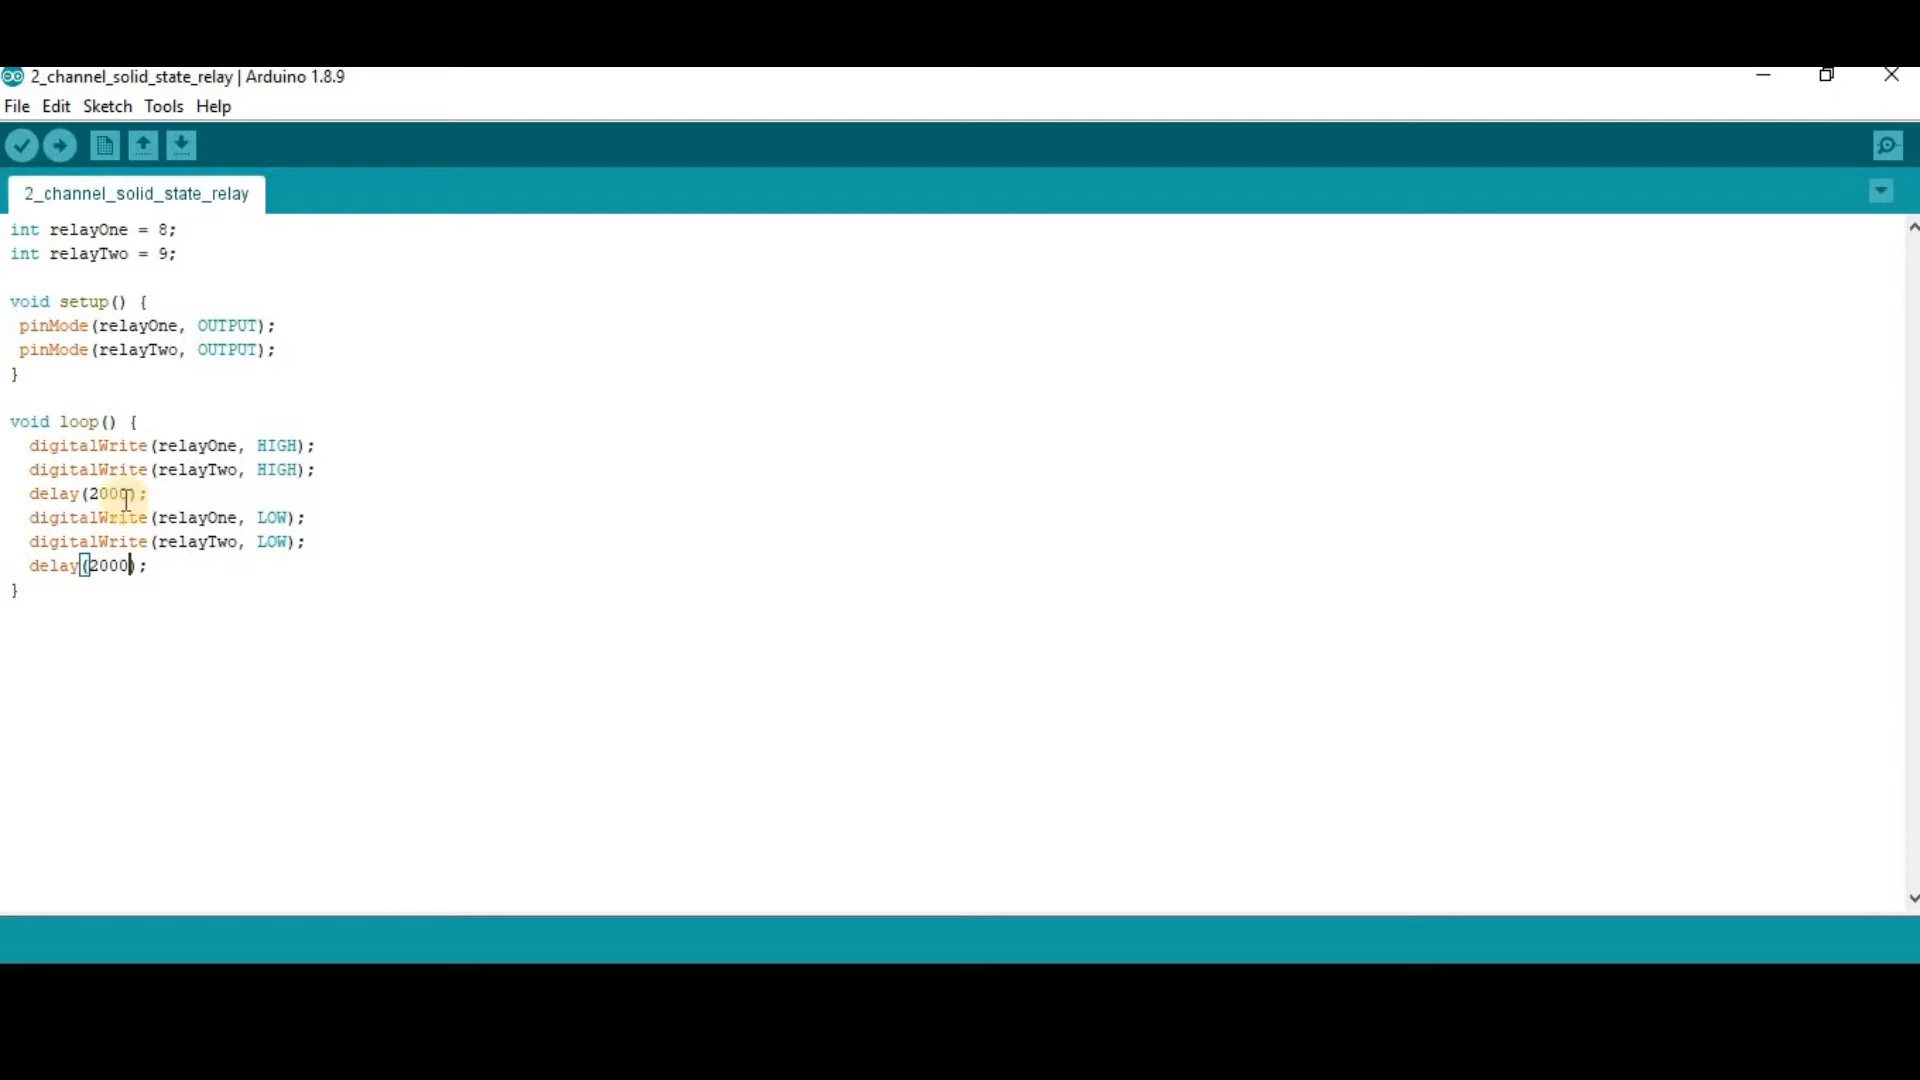 2_channel_solid_state_relay | Arduino 1.8.9
File Edit Sketch Tools Help
2_channel_solid_state_relay
int relayOne = 8;
int relayTwo = 9;
void setup() {
pinMode(relayOne, OUTPUT);
pinMode(relayTwo, OUTPUT);
}
void loop() {
digitalWrite(relayOne, HIGH);
digitalWrite(relayTwo, HIGH);
delay(2000);
digitalWrite(relayOne, LOW);
digitalWrite(relayTwo, LOW);
delay(2000);
}